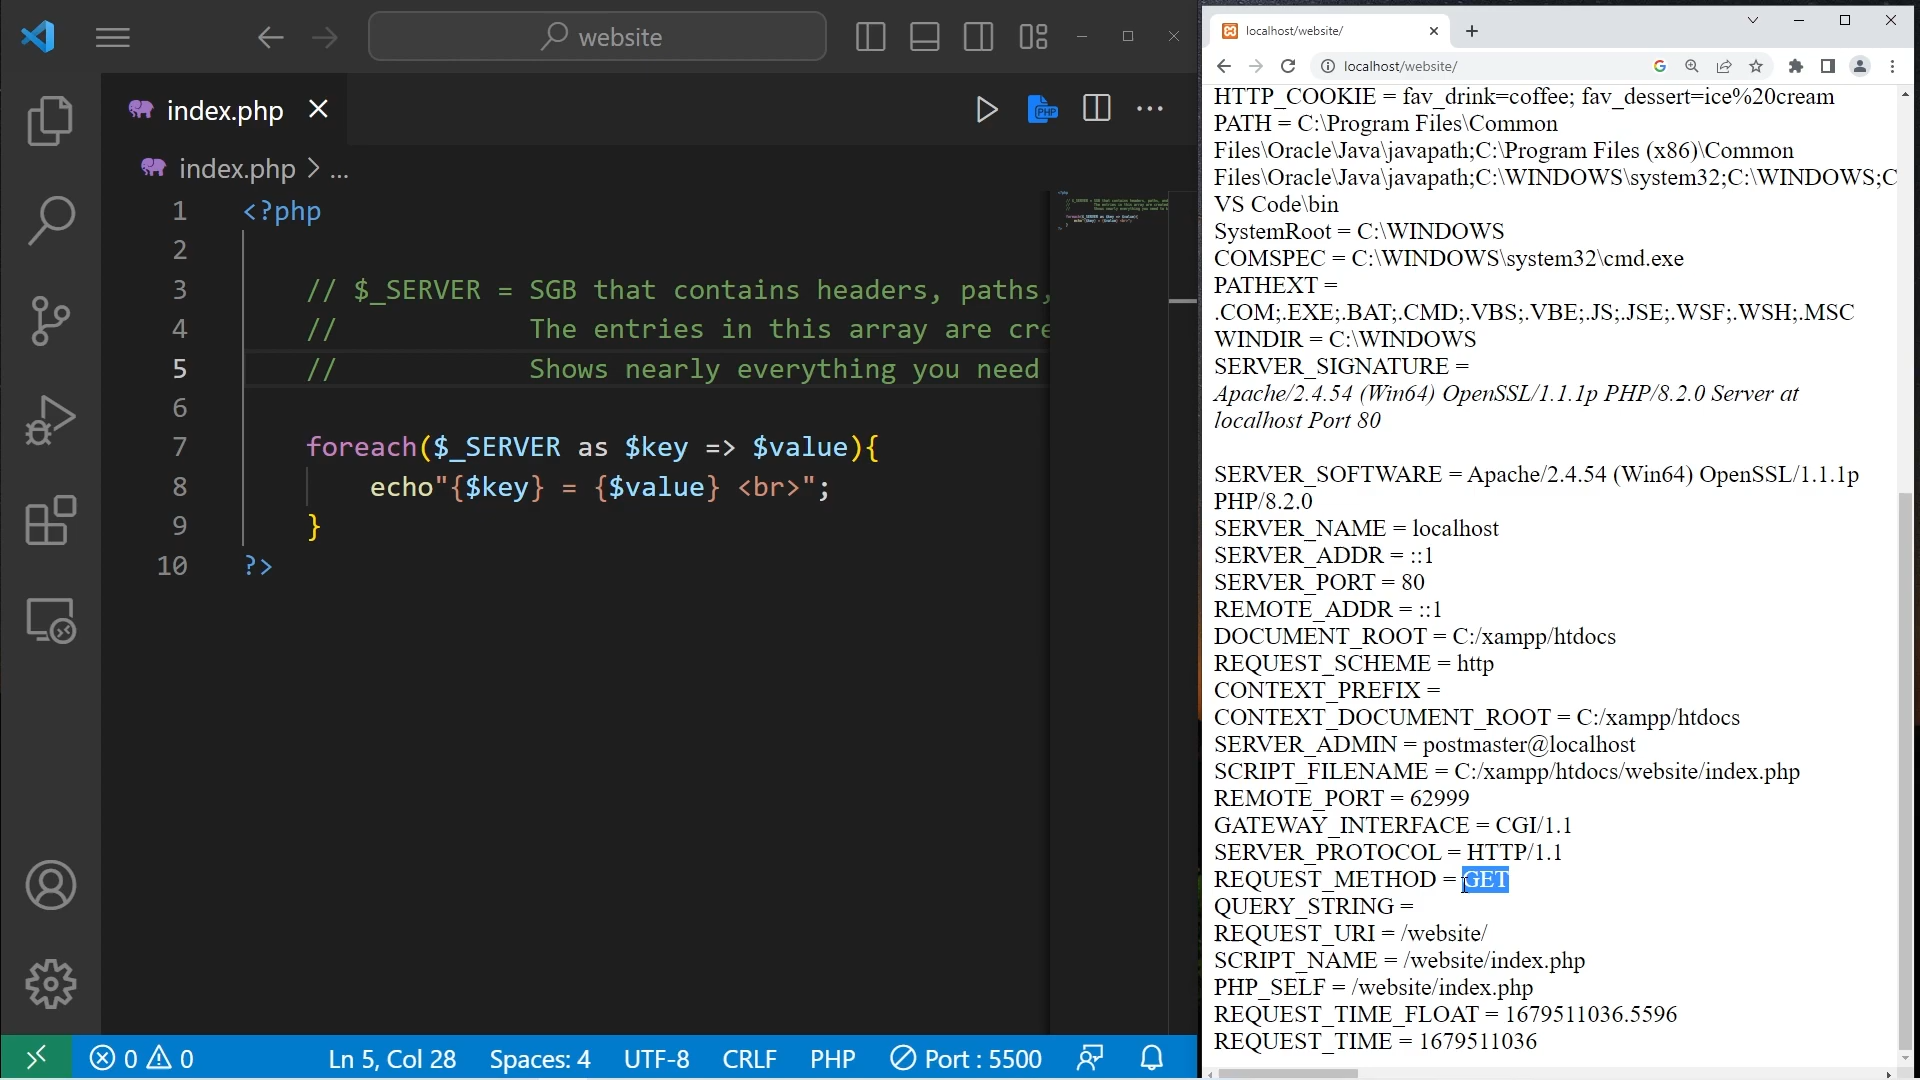 website
index.php
index.php > ...
1 <?php
2
3 // $_SERVER = SGB that contains headers, paths,
4 // The entries in this array are cre
5 // Shows nearly everything you need
6
7 foreach($_SERVER as $key => $value){
8 echo"{$key} = {$value} <br>";
9 }
10 ?>
0 0 Ln 5, Col 28 Spaces: 4 UTF-8 CRLF PHP Port : 5500
localhost/website/
localhost/website/
HTTP_COOKIE = fav_drink=coffee; fav_dessert=ice%20cream
PATH = C:\Program Files\Common
Files\Oracle\Java\javapath;C:\Program Files (x86)\Common
Files\Oracle\Java\javapath;C:\WINDOWS\system32;C:\WINDOWS;C
VS Code\bin
SystemRoot = C:\WINDOWS
COMSPEC = C:\WINDOWS\system32\cmd.exe
PATHEXT =
.COM;.EXE;.BAT;.CMD;.VBS;.VBE;.JS;.JSE;.WSF;.WSH;.MSC
WINDIR = C:\WINDOWS
SERVER_SIGNATURE =
Apache/2.4.54 (Win64) OpenSSL/1.1.1p PHP/8.2.0 Server at
localhost Port 80
SERVER_SOFTWARE = Apache/2.4.54 (Win64) OpenSSL/1.1.1p
PHP/8.2.0
SERVER_NAME = localhost
SERVER_ADDR = ::1
SERVER_PORT = 80
REMOTE_ADDR = ::1
DOCUMENT_ROOT = C:/xampp/htdocs
REQUEST_SCHEME = http
CONTEXT_PREFIX =
CONTEXT_DOCUMENT_ROOT = C:/xampp/htdocs
SERVER_ADMIN = postmaster@localhost
SCRIPT_FILENAME = C:/xampp/htdocs/website/index.php
REMOTE_PORT = 62999
GATEWAY_INTERFACE = CGI/1.1
SERVER_PROTOCOL = HTTP/1.1
REQUEST_METHOD = GET
QUERY_STRING =
REQUEST_URI = /website/
SCRIPT_NAME = /website/index.php
PHP_SELF = /website/index.php
REQUEST_TIME_FLOAT = 1679511036.5596
REQUEST_TIME = 1679511036